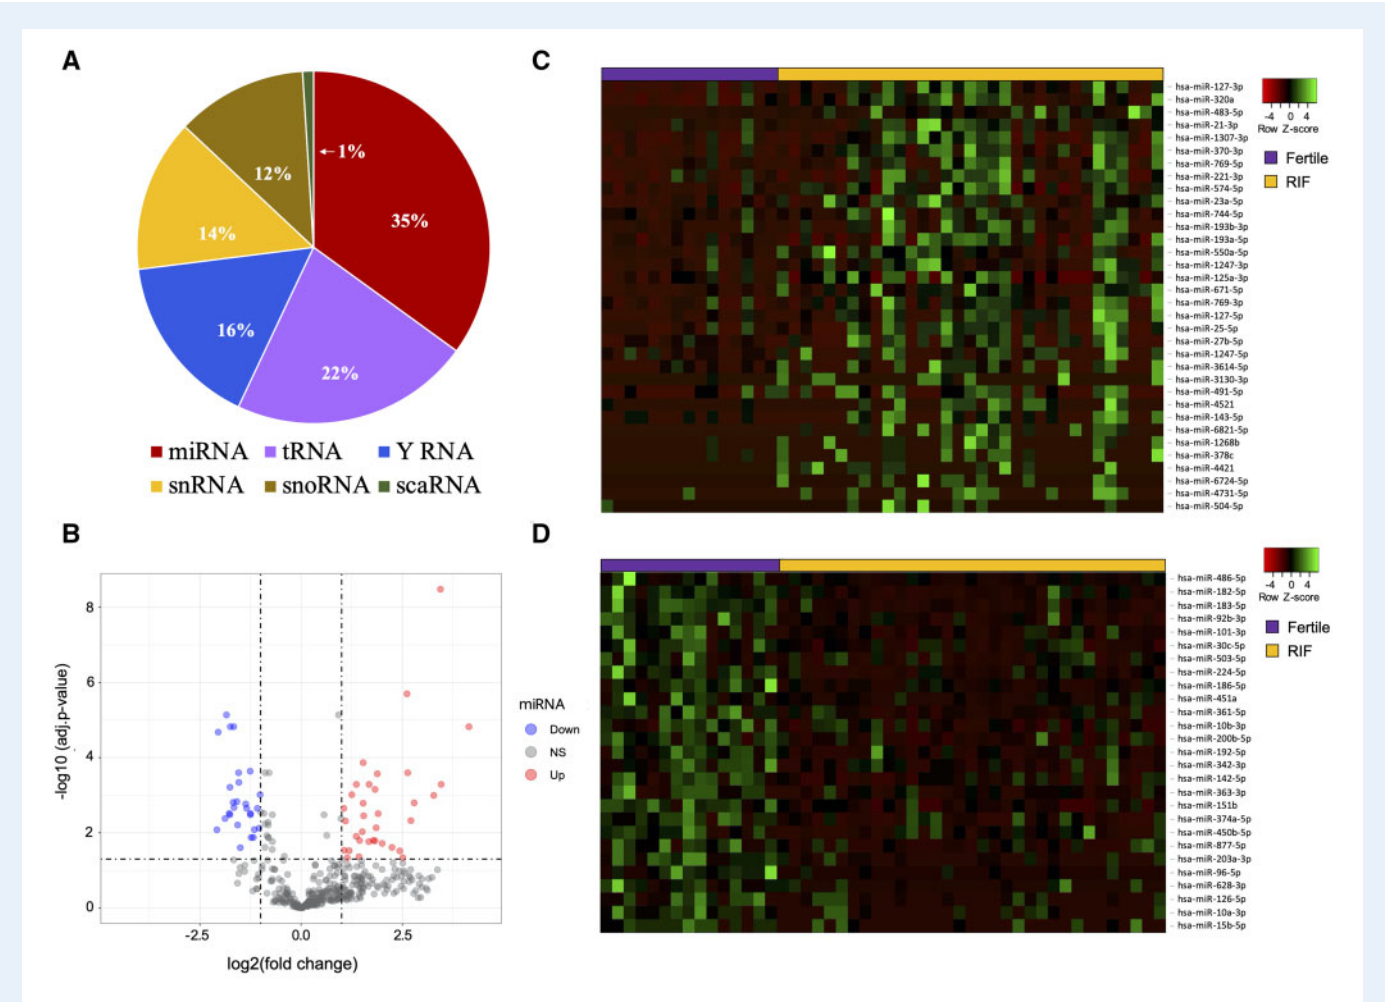 A
1%
35%
12%
14%
16%
22%
miRNA tRNA Y RNA
snRNA snoRNA scaRNA
B
8
6
4
2
0
-log10 (adj.p-value)
-2.5 0.0 2.5
log2(fold change)
miRNA
Down
NS
Up
C
hsa-miR-127-3p
hsa-miR-320a
hsa-miR-483-5p
hsa-miR-21-3p
hsa-miR-1307-3p
hsa-miR-370-3p
hsa-miR-769-5p
hsa-miR-221-3p
hsa-miR-574-5p
hsa-miR-23a-5p
hsa-miR-744-5p
hsa-miR-193b-3p
hsa-miR-193a-5p
hsa-miR-550a-5p
hsa-miR-1247-3p
hsa-miR-125a-3p
hsa-miR-671-5p
hsa-miR-769-3p
hsa-miR-127-5p
hsa-miR-25-5p
hsa-miR-27b-5p
hsa-miR-1247-5p
hsa-miR-3614-5p
hsa-miR-3130-3p
hsa-miR-491-5p
hsa-miR-4521
hsa-miR-143-5p
hsa-miR-6821-5p
hsa-miR-1268b
hsa-miR-378c
hsa-miR-4421
hsa-miR-6724-5p
hsa-miR-4731-5p
hsa-miR-504-5p
-4 0 4
Row Z-score
Fertile
RIF
D
hsa-miR-486-5p
hsa-miR-182-5p
hsa-miR-183-5p
hsa-miR-92b-3p
hsa-miR-101-3p
hsa-miR-30c-5p
hsa-miR-503-5p
hsa-miR-224-5p
hsa-miR-186-5p
hsa-miR-451a
hsa-miR-361-5p
hsa-miR-10b-3p
hsa-miR-200b-5p
hsa-miR-192-5p
hsa-miR-342-3p
hsa-miR-142-5p
hsa-miR-363-3p
hsa-miR-151b
hsa-miR-374a-5p
hsa-miR-450b-5p
hsa-miR-877-5p
hsa-miR-203a-3p
hsa-miR-96-5p
hsa-miR-628-3p
hsa-miR-126-5p
hsa-miR-10a-3p
hsa-miR-15b-5p
-4 0 4
Row Z-score
Fertile
RIF